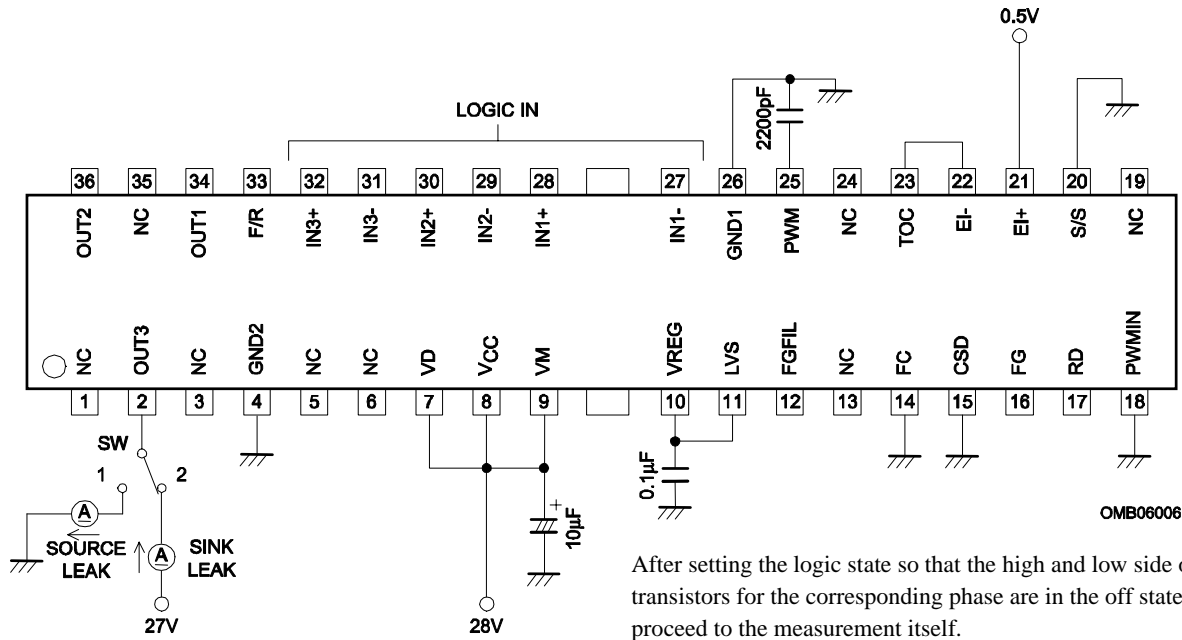 0.5V
LOGIC IN
2200pF
36 35 34 33 32 31 30 29 28 27 26 25 24 23 22 21 20 19
OUT2 NC OUT1 F/R IN3+ IN3- IN2+ IN2- IN1+ IN1- GND1 PWM NC TOC EI- EI+ S/S NC
NC OUT3 NC GND2 NC NC VD VCC VM VREG LVS FGFIL NC FC CSD FG RD PWMIN
1 2 3 4 5 6 7 8 9 10 11 12 13 14 15 16 17 18
SW
1 2
A
SOURCE
LEAK
A
SINK
LEAK
27V
28V
+
10µF
0.1µF
OMB06006
After setting the logic state so that the high and low side
transistors for the corresponding phase are in the off state
proceed to the measurement itself.